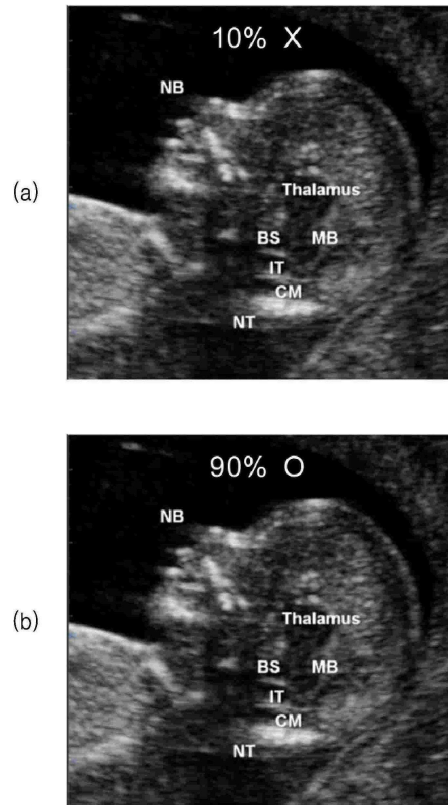 10% X
NB
(a)
Thalamus
BS MB
IT
CM
NT
90% O
NB
(b)
Thalamus
BS MB
IT
CM
NT